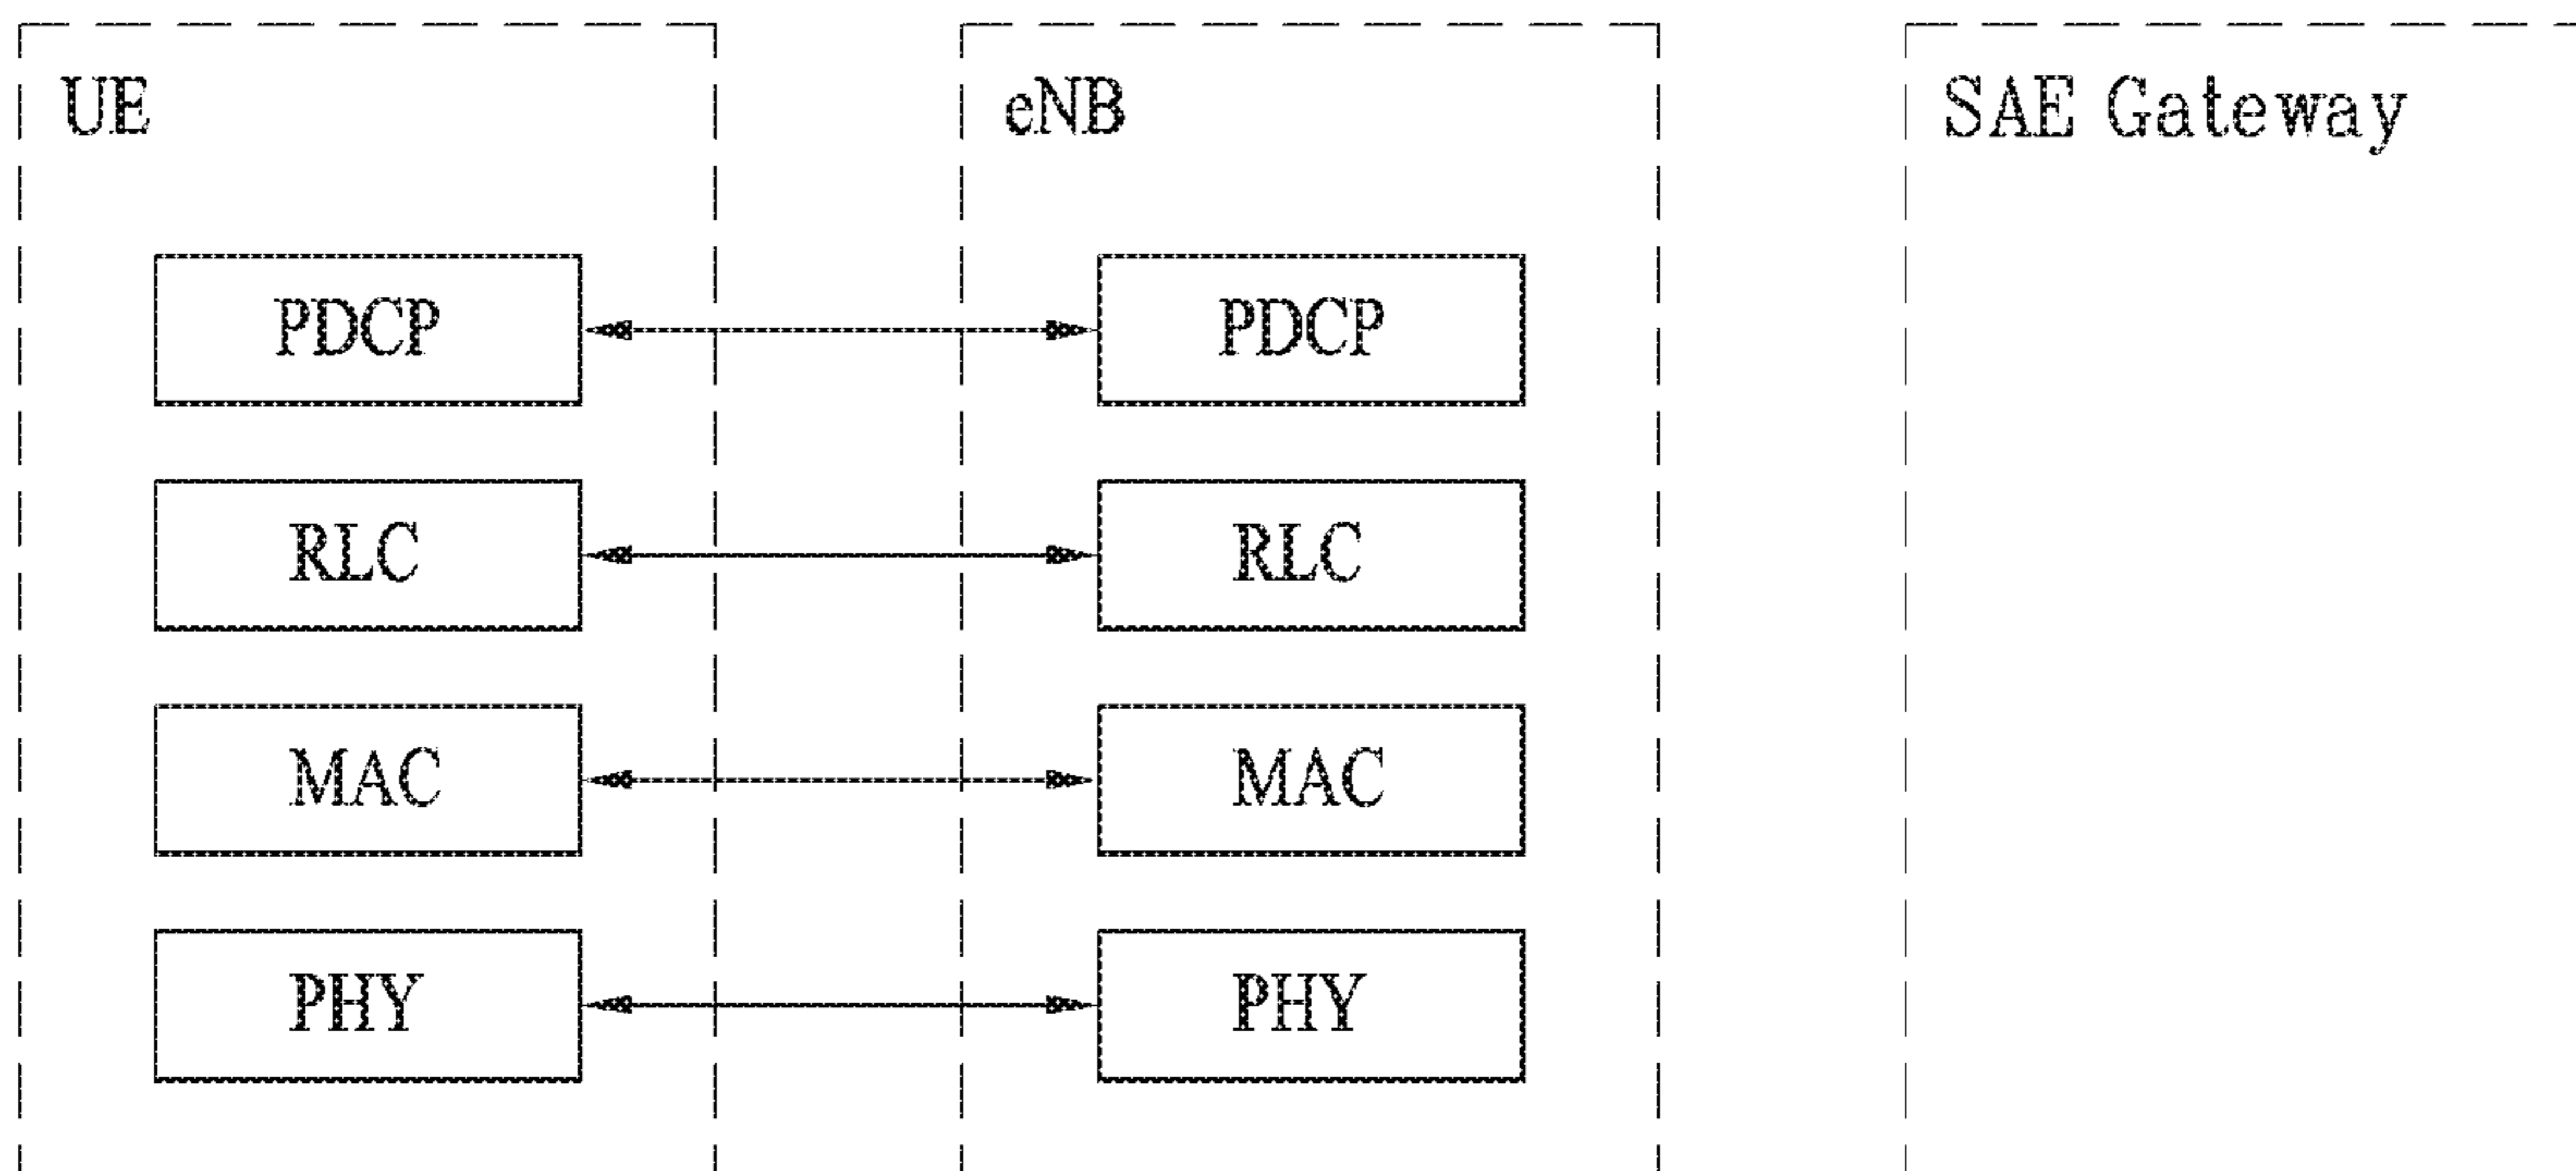 UE
eNB
SAE Gateway
PDCP
PDCP
RLC
RLC
MAC
MAC
PHY
PHY